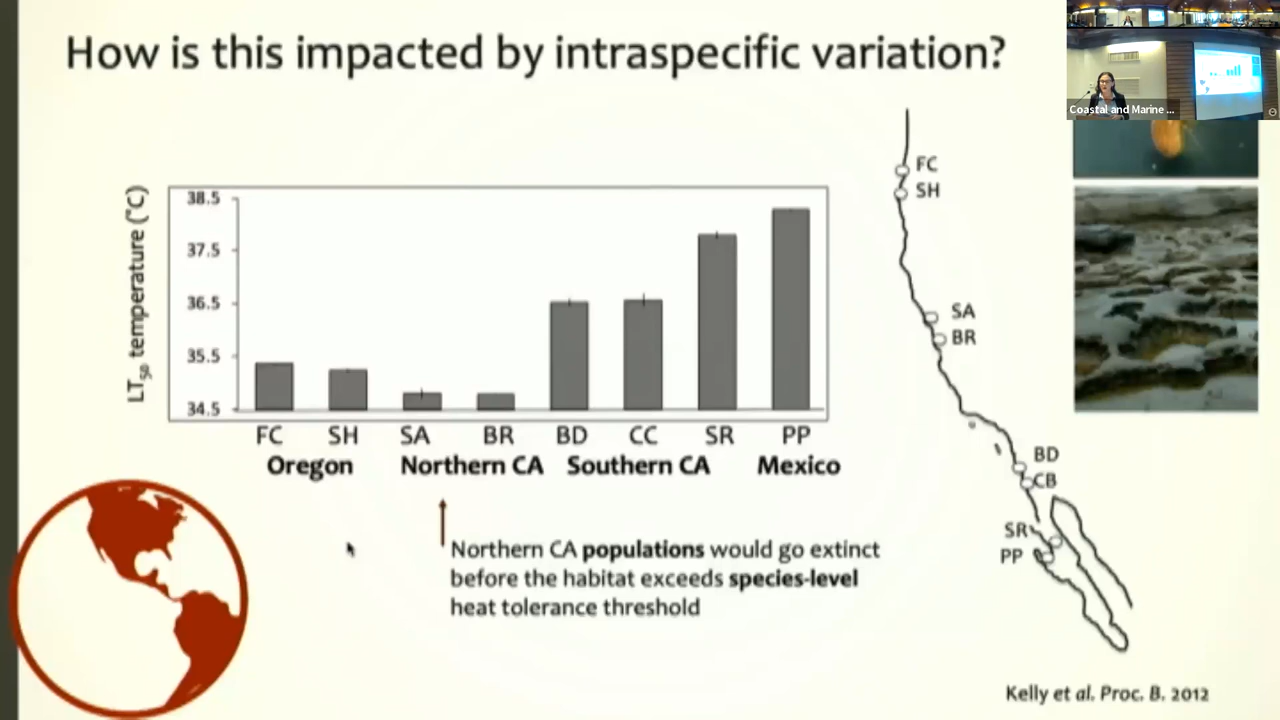 How is this impacted by intraspecific variation?
Coastal and Marine ...
LT50 temperature (°C)
38.5
37.5
36.5
35.5
34.5
FC SH SA BR BD CC SR PP
Oregon Northern CA Southern CA Mexico
Northern CA populations would go extinct
before the habitat exceeds species-level
heat tolerance threshold
FC
SH
SA
BR
BD
CB
SR
PP
Kelly et al. Proc. B. 2012